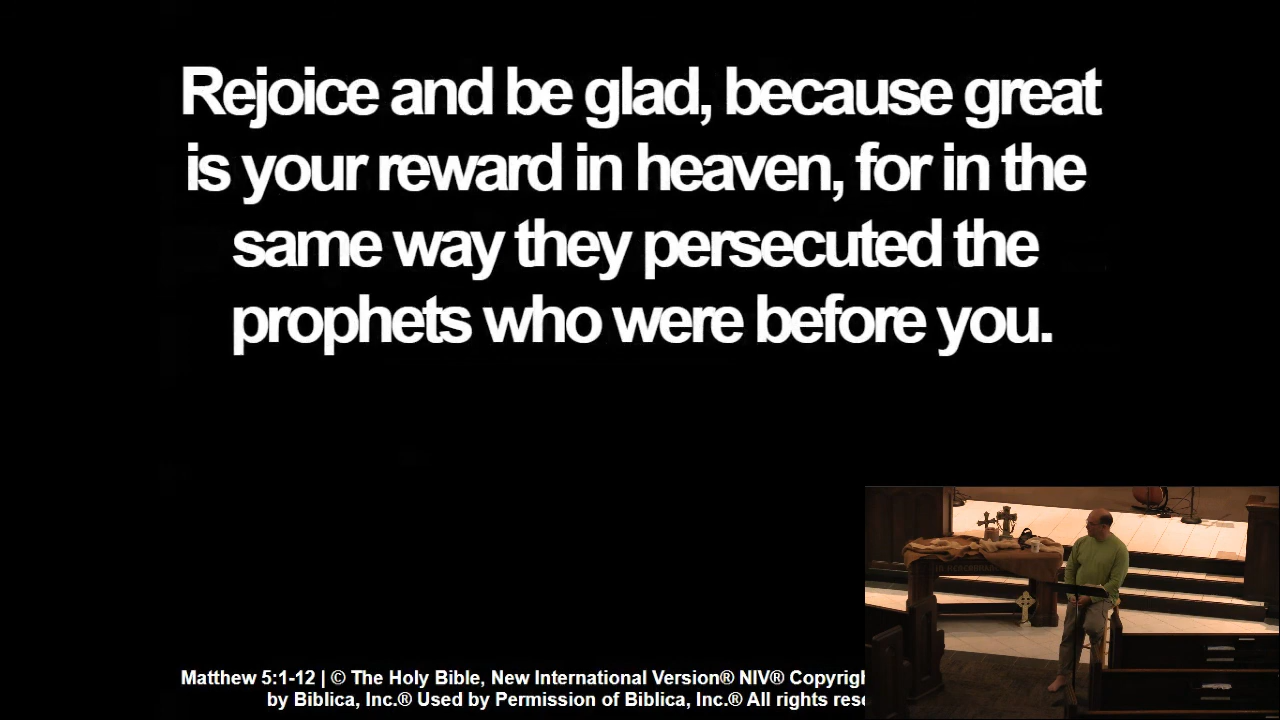 Rejoice and be glad, because great
is your reward in heaven, for in the
same way they persecuted the
prophets who were before you.
Matthew 5:1-12 | © The Holy Bible, New International Version® NIV®
by Biblica, Inc.® Used by Permission of Biblica, Inc.® All rights